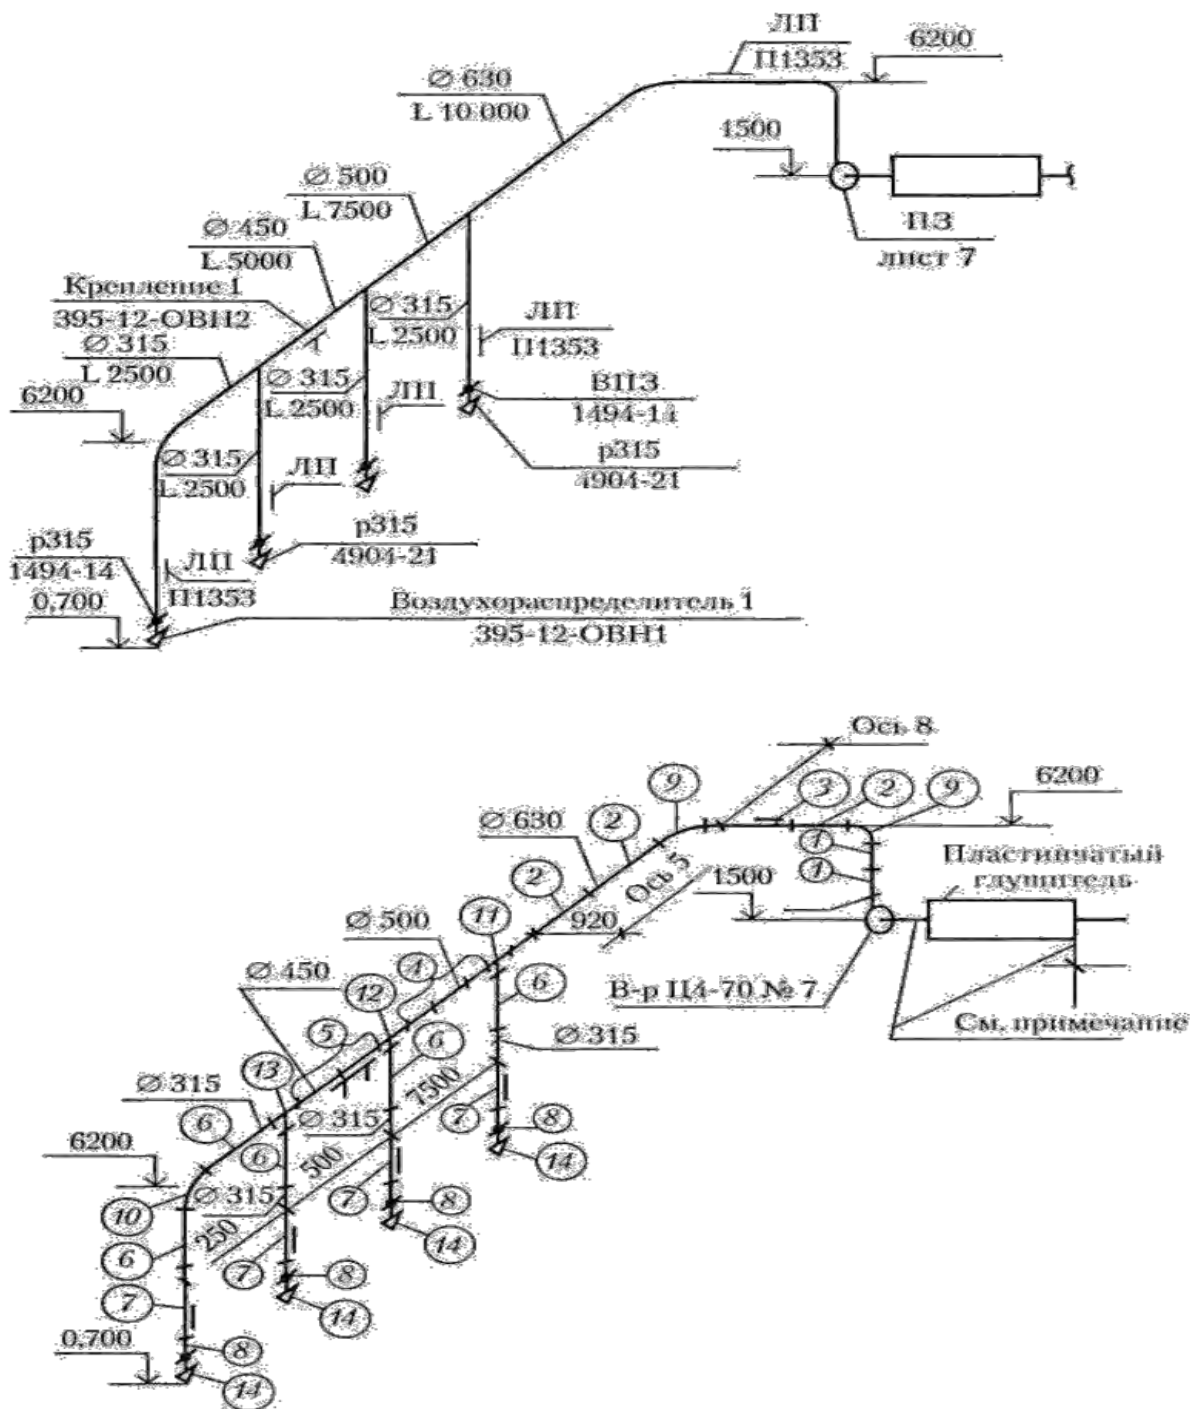 ЛП
П1353
6200
Ø 630
L 10 000
1500
Ø 500
L 7500
ПЗ
лист 7
Ø 450
L 5000
Крепление 1
395-12-ОВН2
Ø 315
L 2500
ЛП
П1353
Ø 315
L 2500
6200
Ø 315
L 2500
ЛП
ВПЗ
1494-14
р315
4904-21
Ø 315
L 2500
ЛП
р315
4904-21
р315
1494-14
ЛП
П1353
0,700
Воздухораспределитель 1
395-12-ОВН1
Ось 8
9
3
2
9
6200
Ø 630
2
1
1
Пластинчатый
глушитель
2
Ось 5
1500
920
11
Ø 500
4
6
В-р Ц4-70 № 7
См. примечание
Ø 450
12
5
6
Ø 315
13
7500
Ø 315
6
Ø 315
7
8
6
500
14
6200
10
Ø 315
250
7
8
14
6
7
8
7
14
0,700
8
14